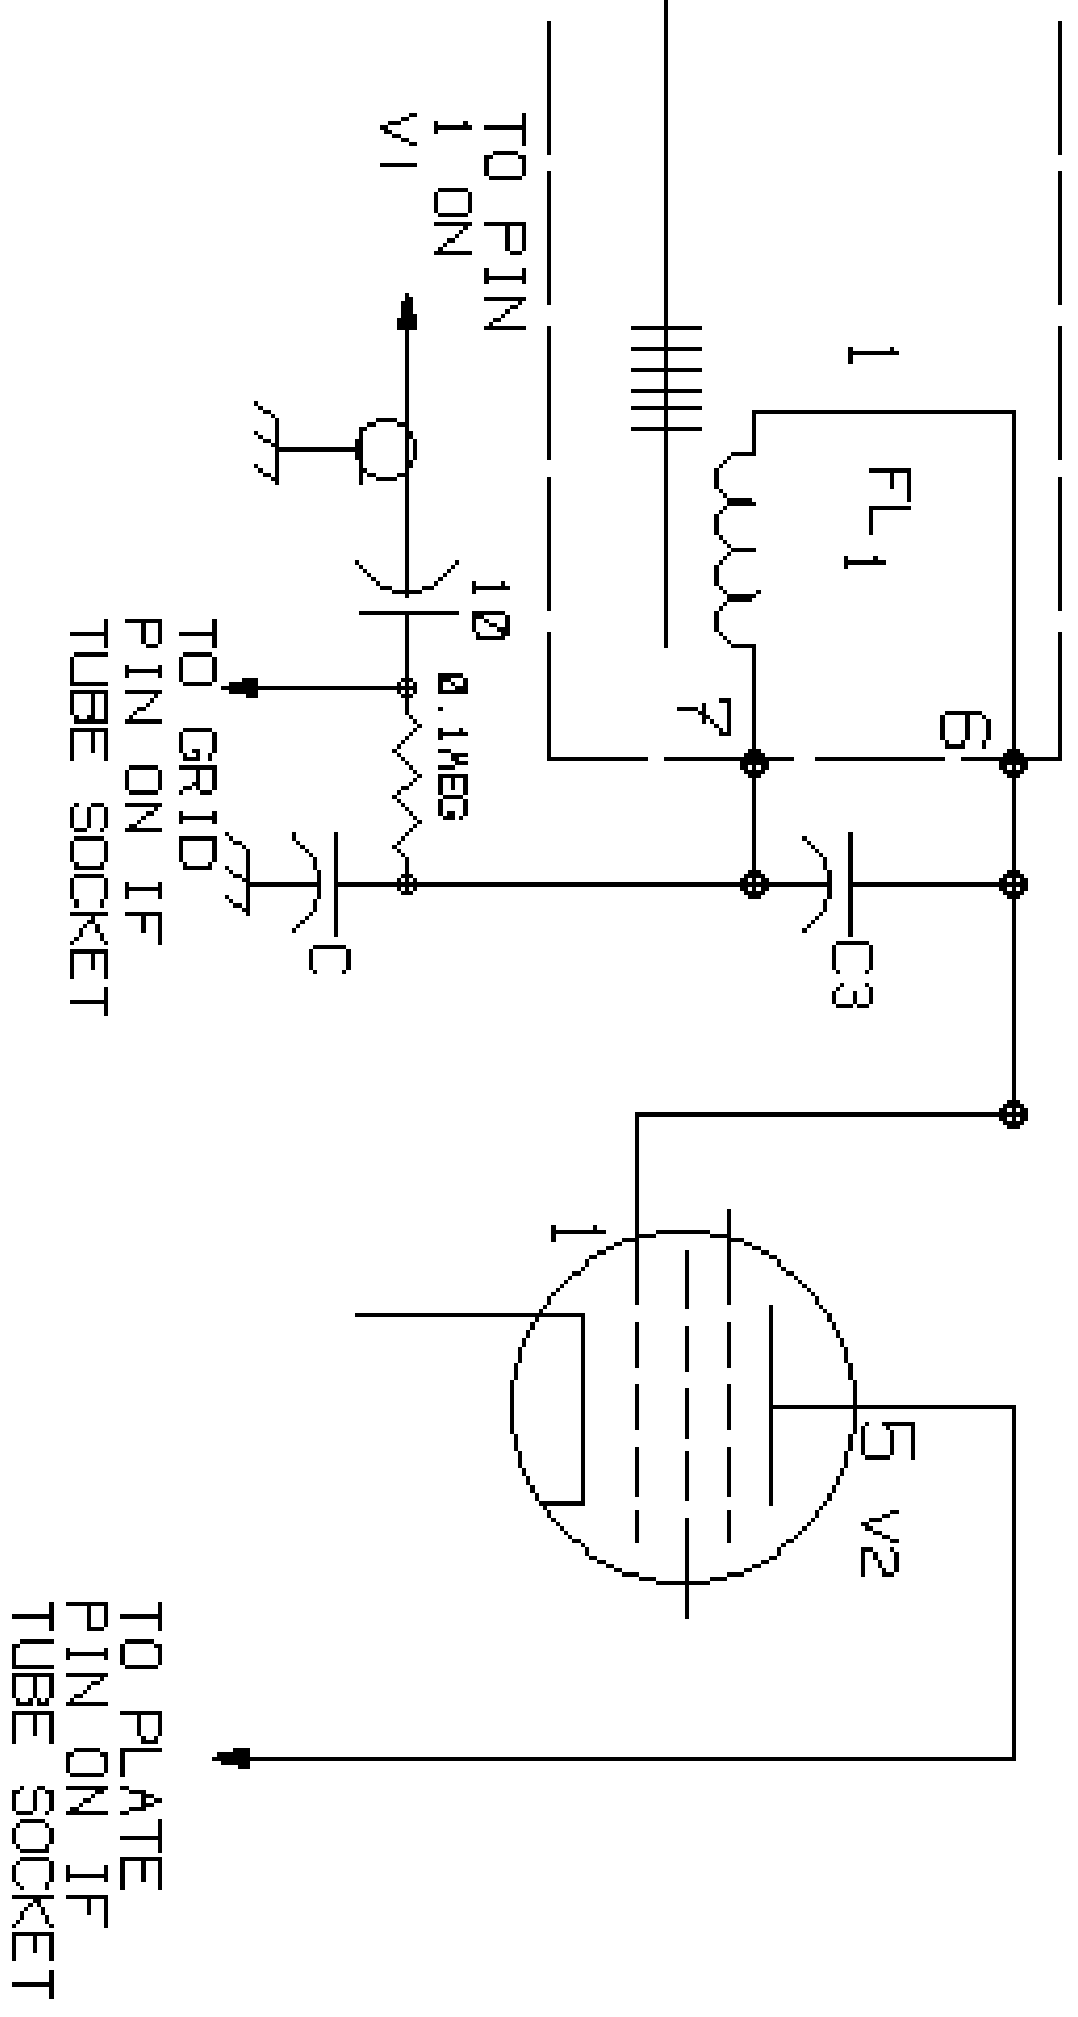 1
FL1
6
7
C3
5
V2
1
TO PIN
1 ON
V1
10
0.1MEG
C
TO GRID
PIN ON IF
TUBE SOCKET
TO PLATE
PIN ON IF
TUBE SOCKET